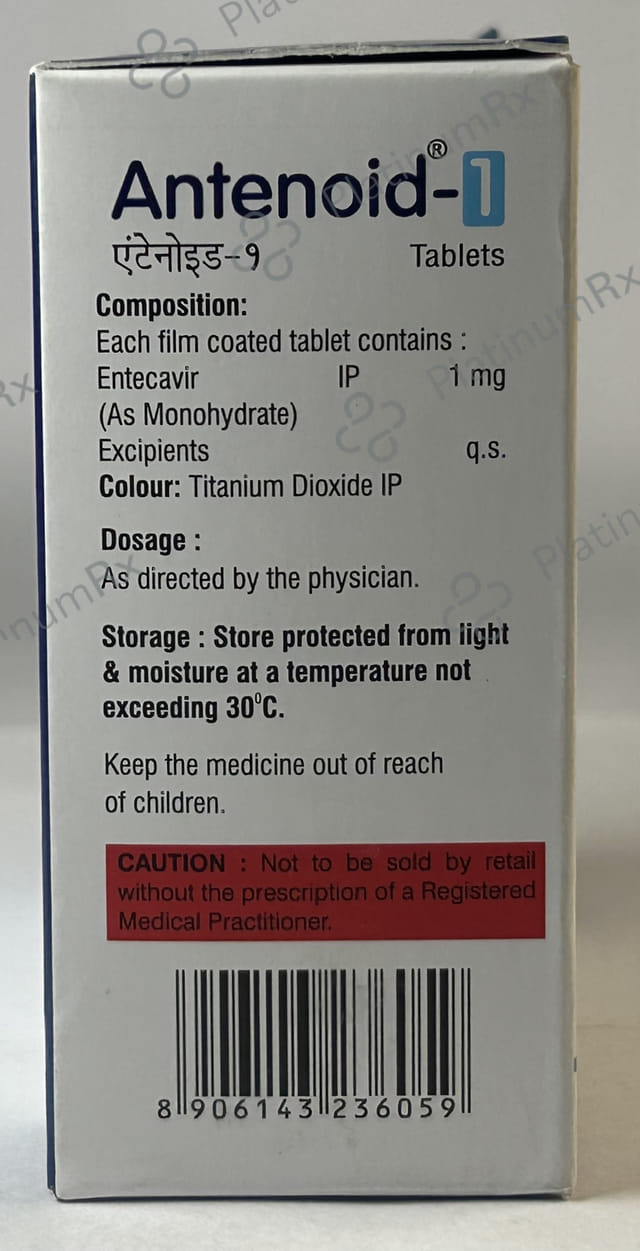 Antenoid®-1
एंटेनोइड-१ Tablets
Composition:
Each film coated tablet contains :
Entecavir IP 1 mg
(As Monohydrate)
Excipients q.s.
Colour: Titanium Dioxide IP
Dosage :
As directed by the physician.
Storage : Store protected from light
& moisture at a temperature not
exceeding 30⁰C.
Keep the medicine out of reach
of children.
CAUTION : Not to be sold by retail
without the prescription of a Registered
Medical Practitioner.
8 906143 236059
PlatinumRx